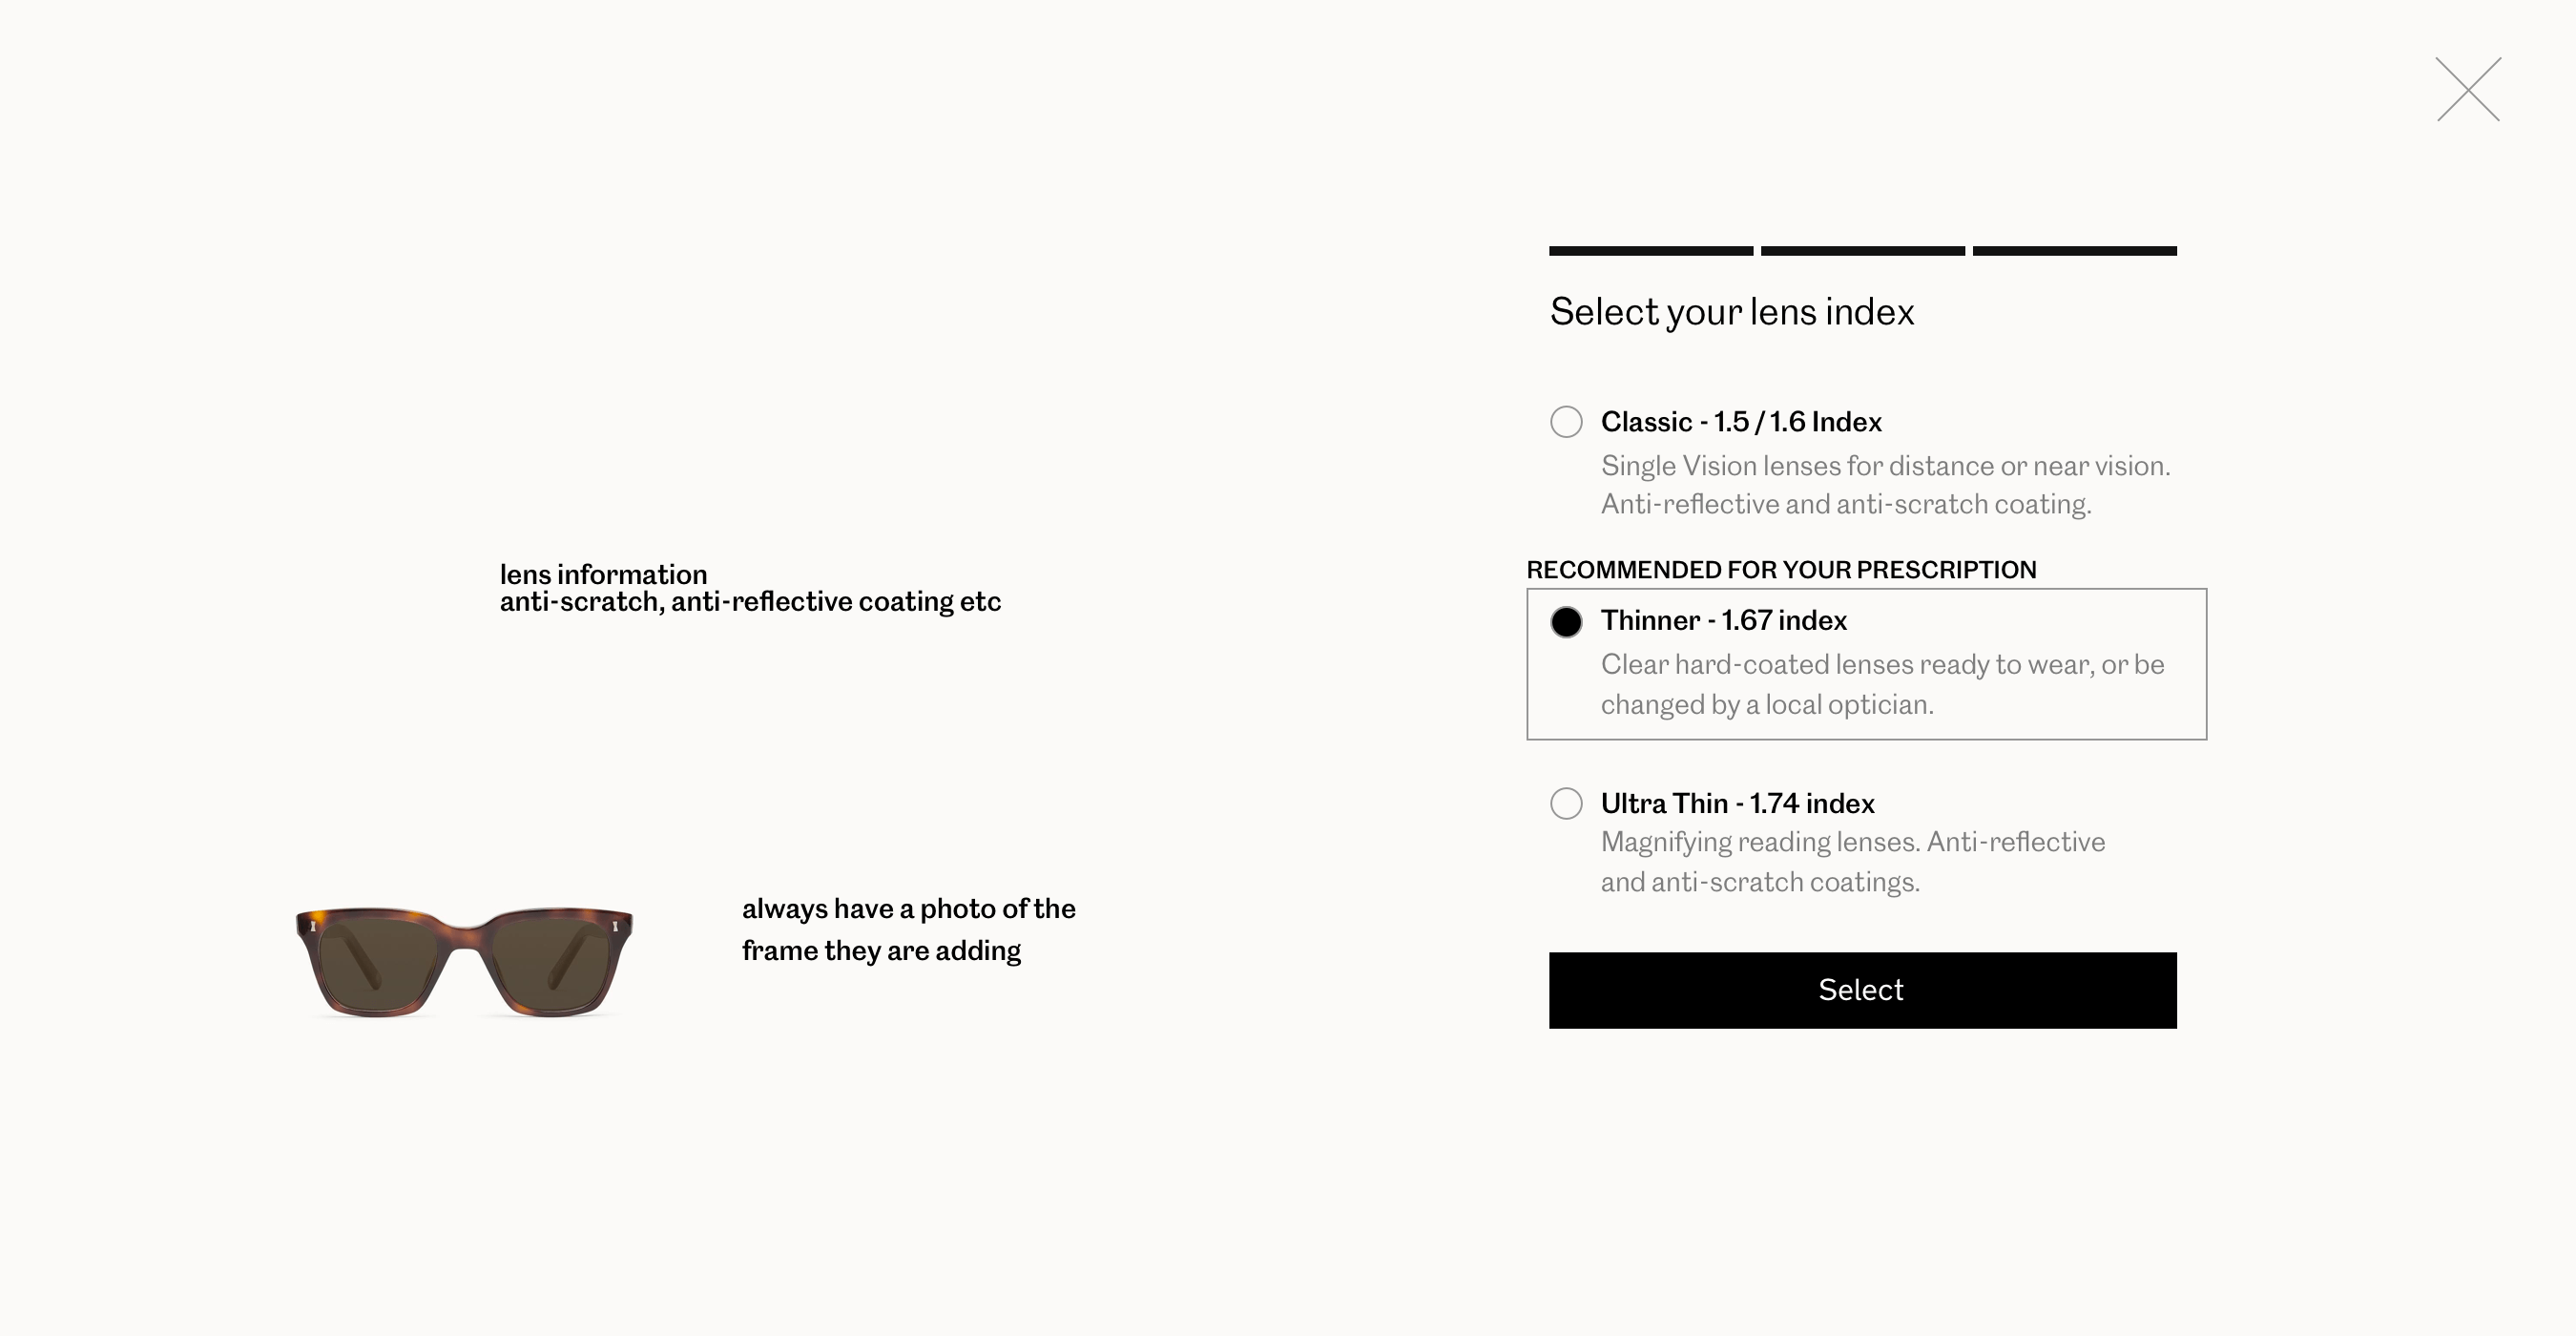 Select your lens index
Classic - 1.5 / 1.6 Index
Single Vision lenses for distance or near vision.
Anti-reflective and anti-scratch coating.
lens information
anti-scratch, anti-reflective coating etc
RECOMMENDED FOR YOUR PRESCRIPTION
Thinner - 1.67 index
Clear hard-coated lenses ready to wear, or be
changed by a local optician.
Ultra Thin - 1.74 index
Magnifying reading lenses. Anti-reflective
and anti-scratch coatings.
always have a photo of the
frame they are adding
Select